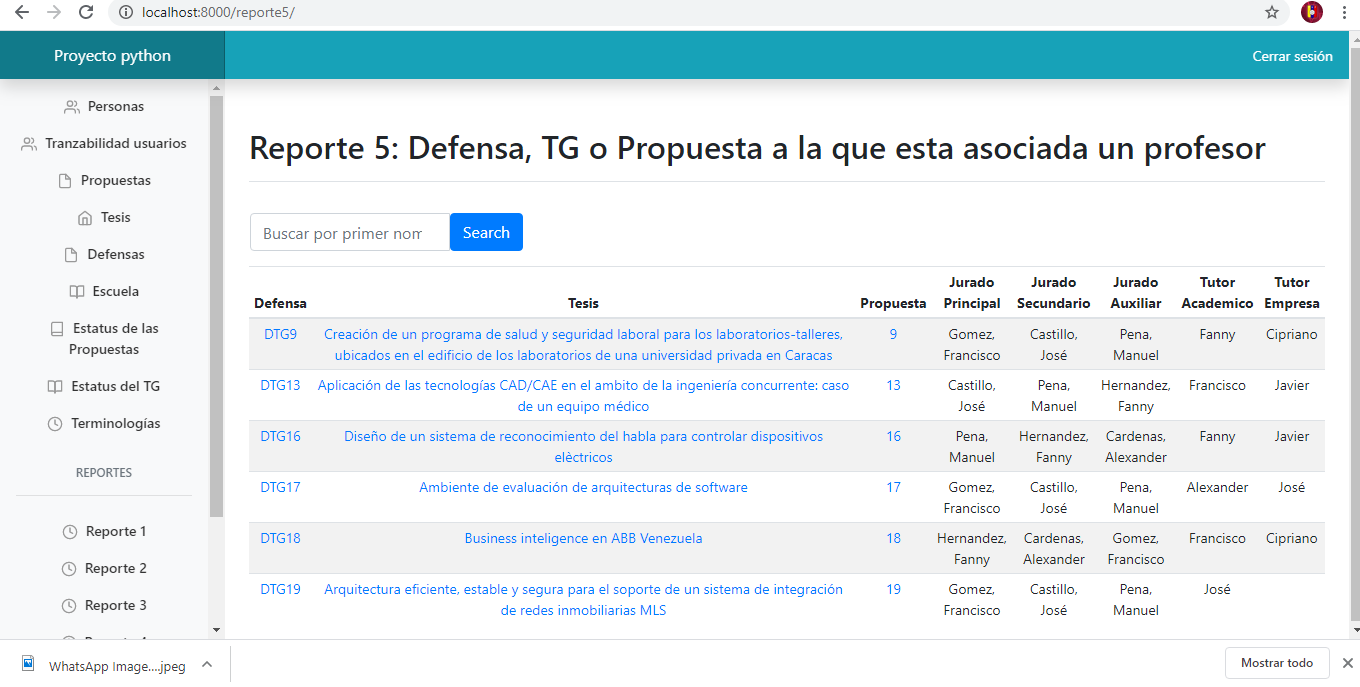 localhost:8000/reporte5/
Proyecto python
Cerrar sesión
Personas
Tranzabilidad usuarios
Propuestas
Tesis
Defensas
Escuela
Estatus de las
Propuestas
Estatus del TG
Terminologías
REPORTES
Reporte 1
Reporte 2
Reporte 3
Reporte 5: Defensa, TG o Propuesta a la que esta asociada un profesor
Buscar por primer nom
Search
Defensa Tesis Propuesta Jurado Principal Jurado Secundario Jurado Auxiliar Tutor Academico Tutor Empresa
DTG9 Creación de un programa de salud y seguridad laboral para los laboratorios-talleres, 9 Gomez, Castillo, Pena, Fanny Cipriano
ubicados en el edificio de los laboratorios de una universidad privada en Caracas Francisco José Manuel
DTG13 Aplicación de las tecnologías CAD/CAE en el ambito de la ingeniería concurrente: caso 13 Castillo, Pena, Hernandez, Francisco Javier
de un equipo médico José Manuel Fanny
DTG16 Diseño de un sistema de reconocimiento del habla para controlar dispositivos 16 Pena, Hernandez, Cardenas, Fanny Javier
elèctricos Manuel Fanny Alexander
DTG17 Ambiente de evaluación de arquitecturas de software 17 Gomez, Castillo, Pena, Alexander José
Francisco José Manuel
DTG18 Business inteligence en ABB Venezuela 18 Hernandez, Cardenas, Gomez, Francisco Cipriano
Fanny Alexander Francisco
DTG19 Arquitectura eficiente, estable y segura para el soporte de un sistema de integración 19 Gomez, Castillo, Pena, José
de redes inmobiliarias MLS Francisco José Manuel
WhatsApp Image....jpeg
Mostrar todo